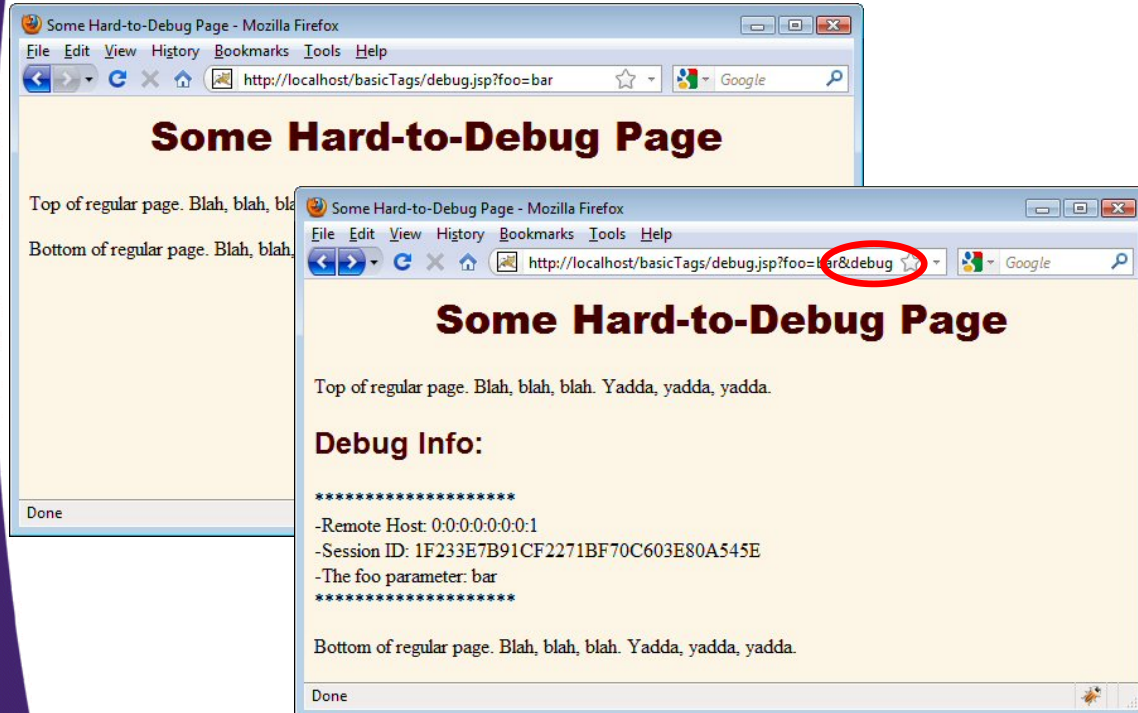 Some Hard-to-Debug Page - Mozilla Firefox
File Edit View History Bookmarks Tools Help
http://localhost/basicTags/debug.jsp?foo=bar
Google
Some Hard-to-Debug Page
Top of regular page. Blah, blah,
Bottom of regular page. Blah, blah,
Done
Some Hard-to-Debug Page - Mozilla Firefox
File Edit View History Bookmarks Tools Help
http://localhost/basicTags/debug.jsp?foo=bar&debug
Google
Some Hard-to-Debug Page
Top of regular page. Blah, blah, blah. Yadda, yadda, yadda.
Debug Info:
********************
-Remote Host: 0:0:0:0:0:0:0:1
-Session ID: 1F233E7B91CF2271BF70C603E80A545E
-The foo parameter: bar
********************
Bottom of regular page. Blah, blah, blah. Yadda, yadda, yadda.
Done